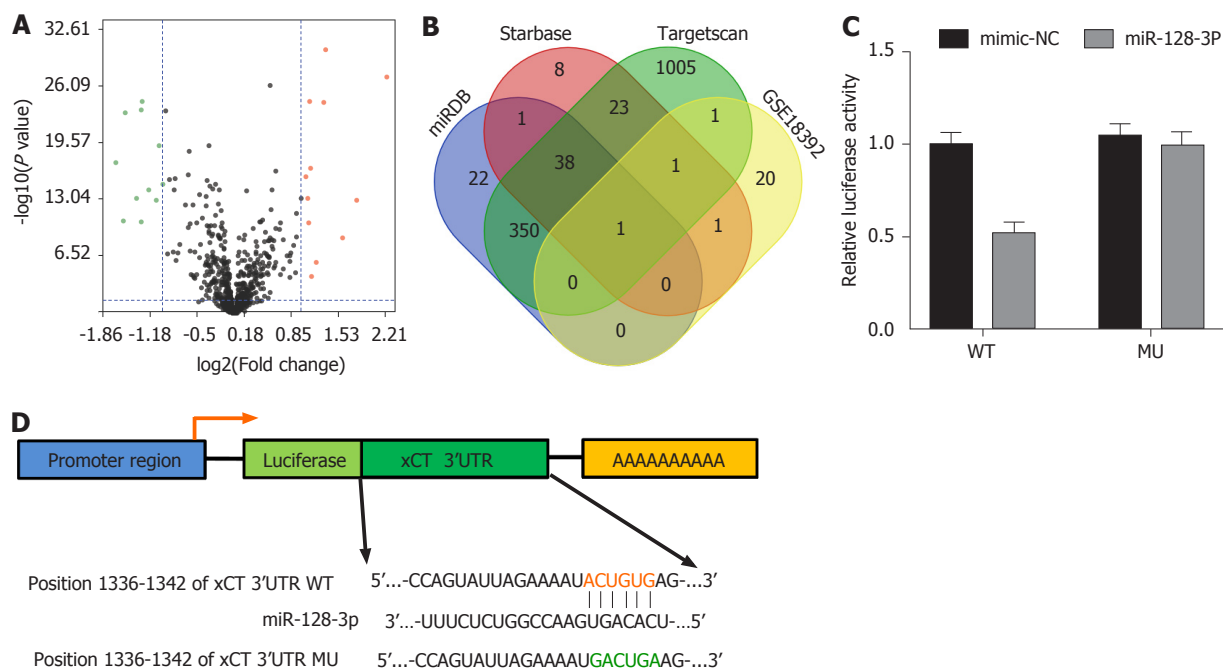 A
32.61
26.09
19.57
13.04
6.52
-log10(P value)
-1.86 -1.18 -0.5 0.18 0.85 1.53 2.21
log2(Fold change)
B
Starbase Targetscan
miRDB GSE18392
8 1005
1 23 1
22 38 1 20
350 1 1
0 0
0
C
mimic-NC miR-128-3P
1.5
1.0
0.5
0.0
Relative luciferase activity
WT MU
D
Promoter region Luciferase xCT 3'UTR AAAAAAAAAA
Position 1336-1342 of xCT 3'UTR WT 5'...-CCAGUAUUAGAAAAUACUGUGAG-...3'
miR-128-3p 3'...-UUUCUCUGGCCAAGUGACACU-...5'
Position 1336-1342 of xCT 3'UTR MU 5'...-CCAGUAUUAGAAAAUGACUGAAG-...3'